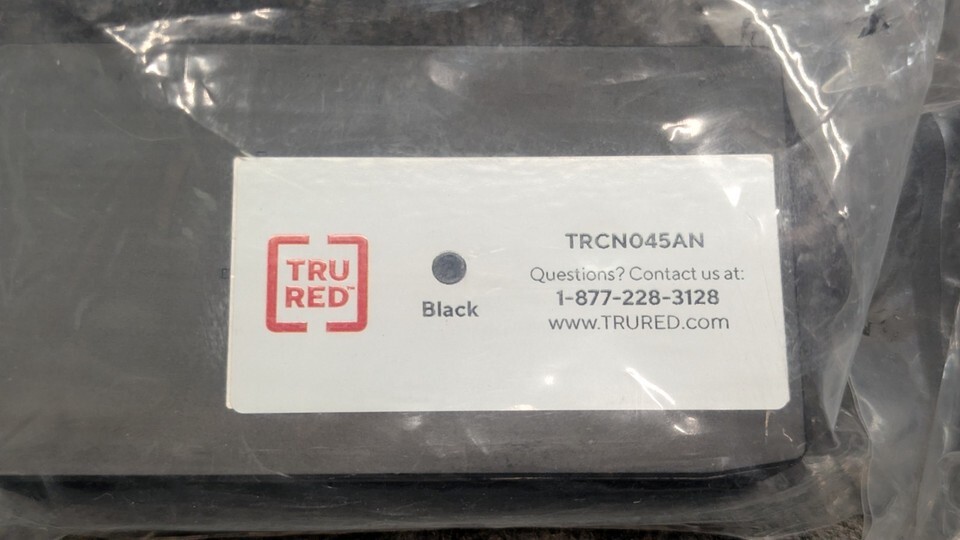 TRU
RED™
Black
TRCN045AN
Questions? Contact us at:
1-877-228-3128
www.TRURED.com